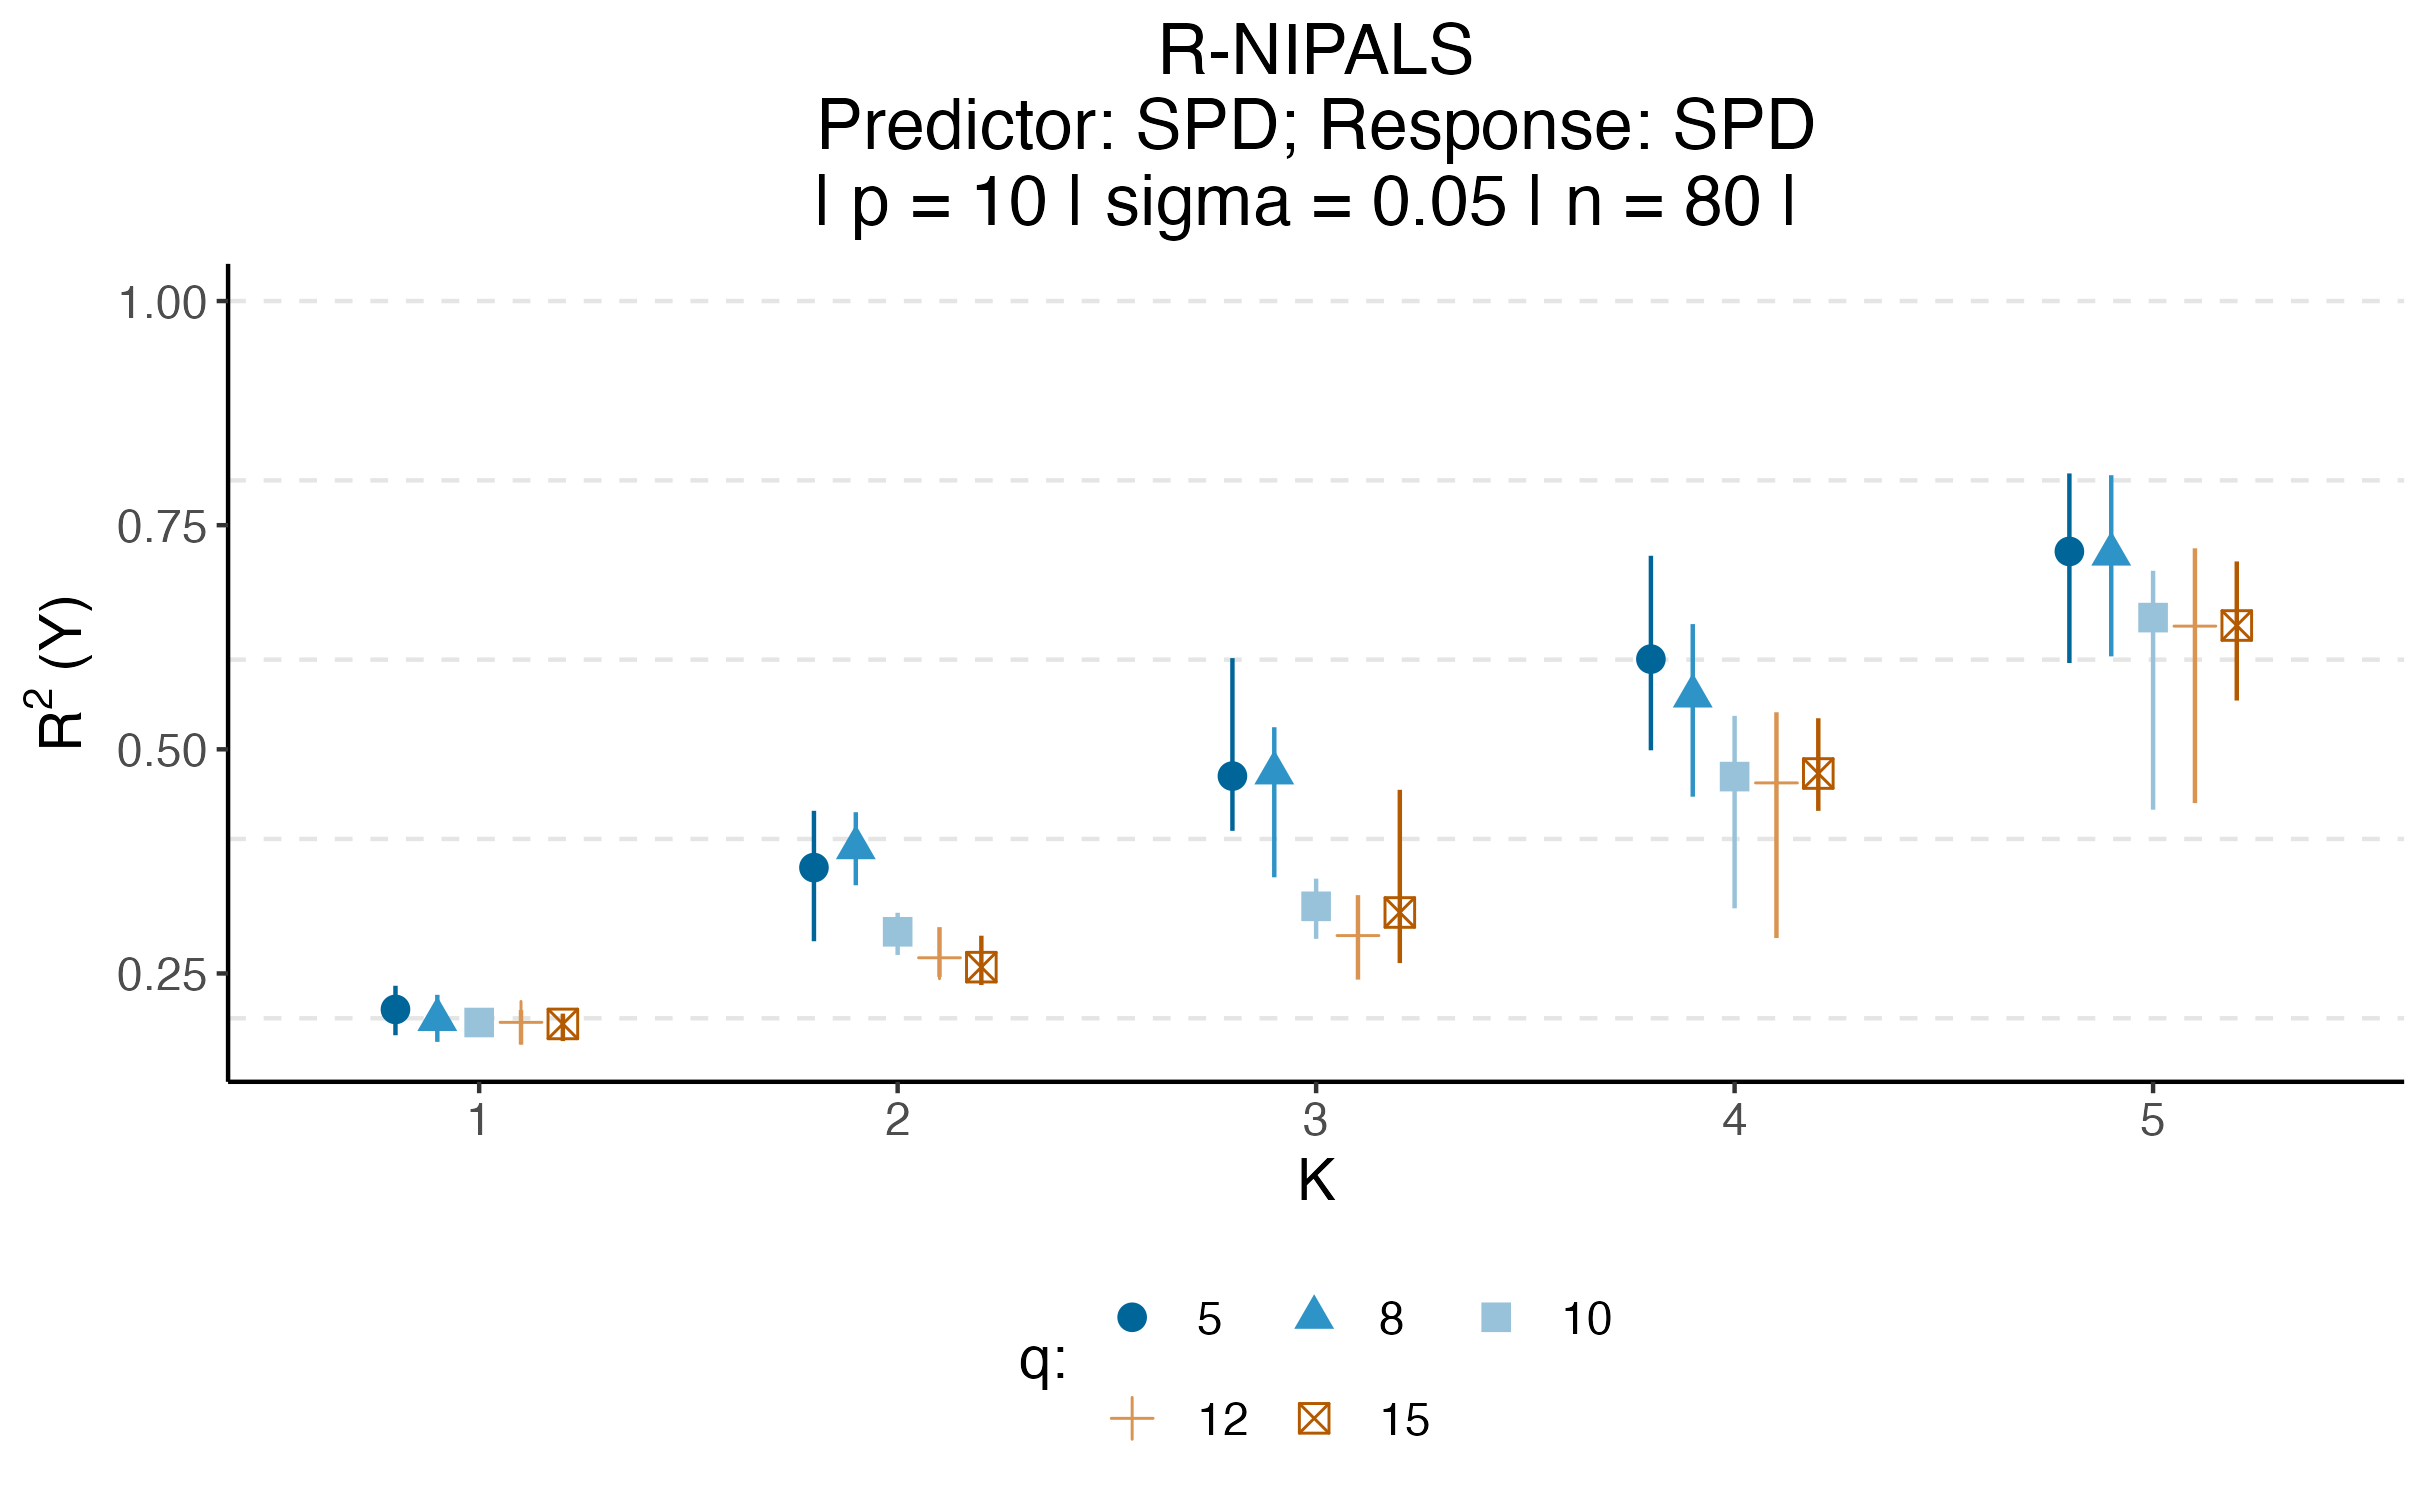 R-NIPALS
Predictor: SPD; Response: SPD
| p = 10 | sigma = 0.05 | n = 80 |
1.00
0.75
0.50
0.25
R² (Y)
1 2 3 4 5
K
q:
5 8 10
12 15